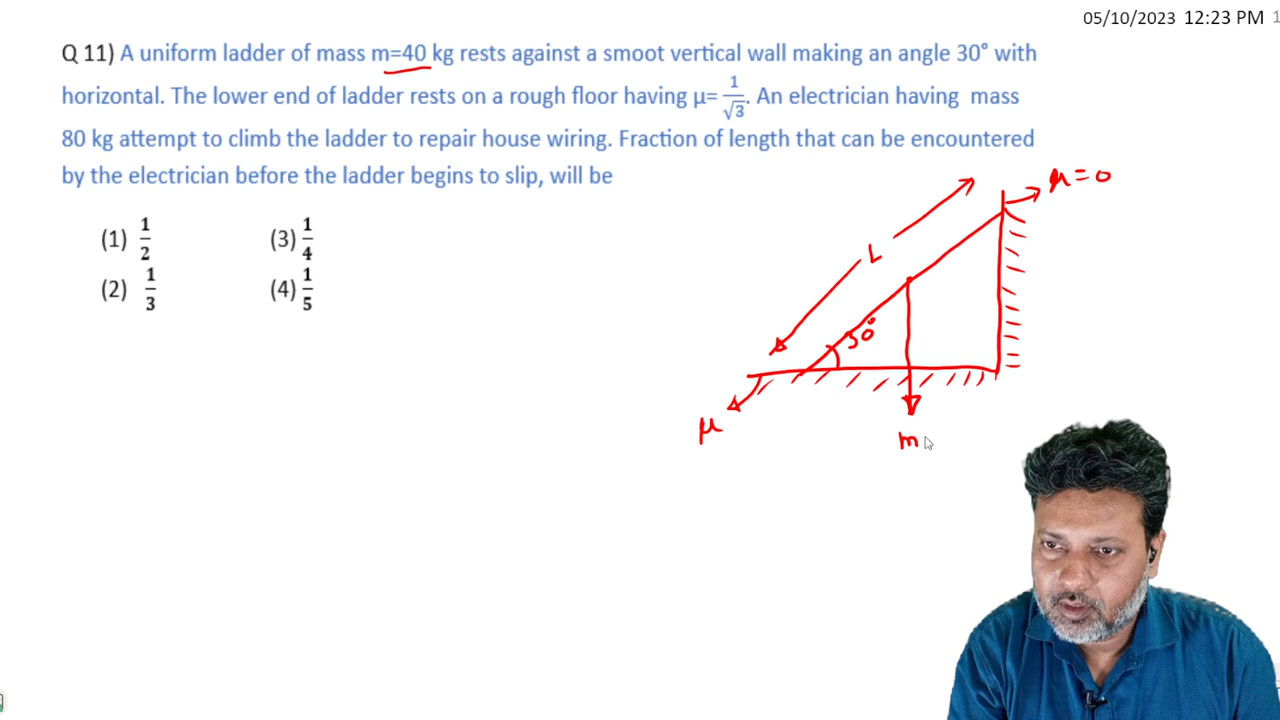 05/10/2023 12:23 PM 1
Q 11) A uniform ladder of mass m=40 kg rests against a smoot vertical wall making an angle 30° with
horizontal. The lower end of ladder rests on a rough floor having μ= 1/√3. An electrician having mass
80 kg attempt to climb the ladder to repair house wiring. Fraction of length that can be encountered
by the electrician before the ladder begins to slip, will be
(1) 1/2 (3) 1/4
(2) 1/3 (4) 1/5
μ=0
L
30°
μ
m